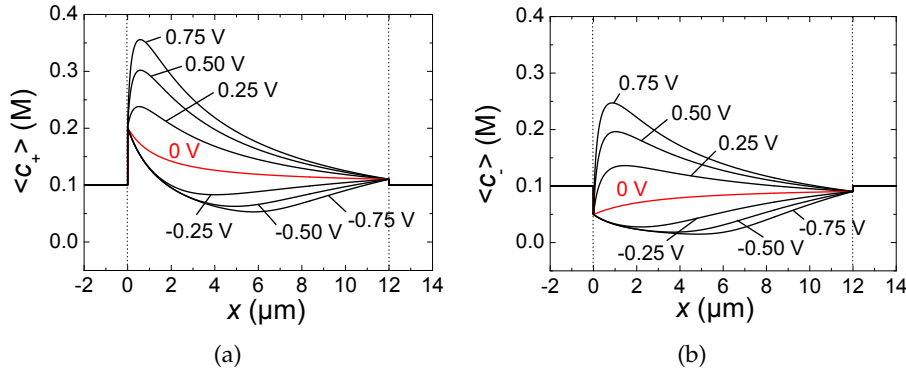 0.4
0.3
0.2
0.1
0.0
<c₊> (M)
0.75 V
0.50 V
0.25 V
0 V
-0.25 V
-0.50 V
-0.75 V
-2 0 2 4 6 8 10 12 14
x (μm)
(a)
0.4
0.3
0.2
0.1
0.0
<c₋> (M)
0.75 V
0.50 V
0.25 V
0 V
-0.25 V
-0.50 V
-0.75 V
-2 0 2 4 6 8 10 12 14
x (μm)
(b)